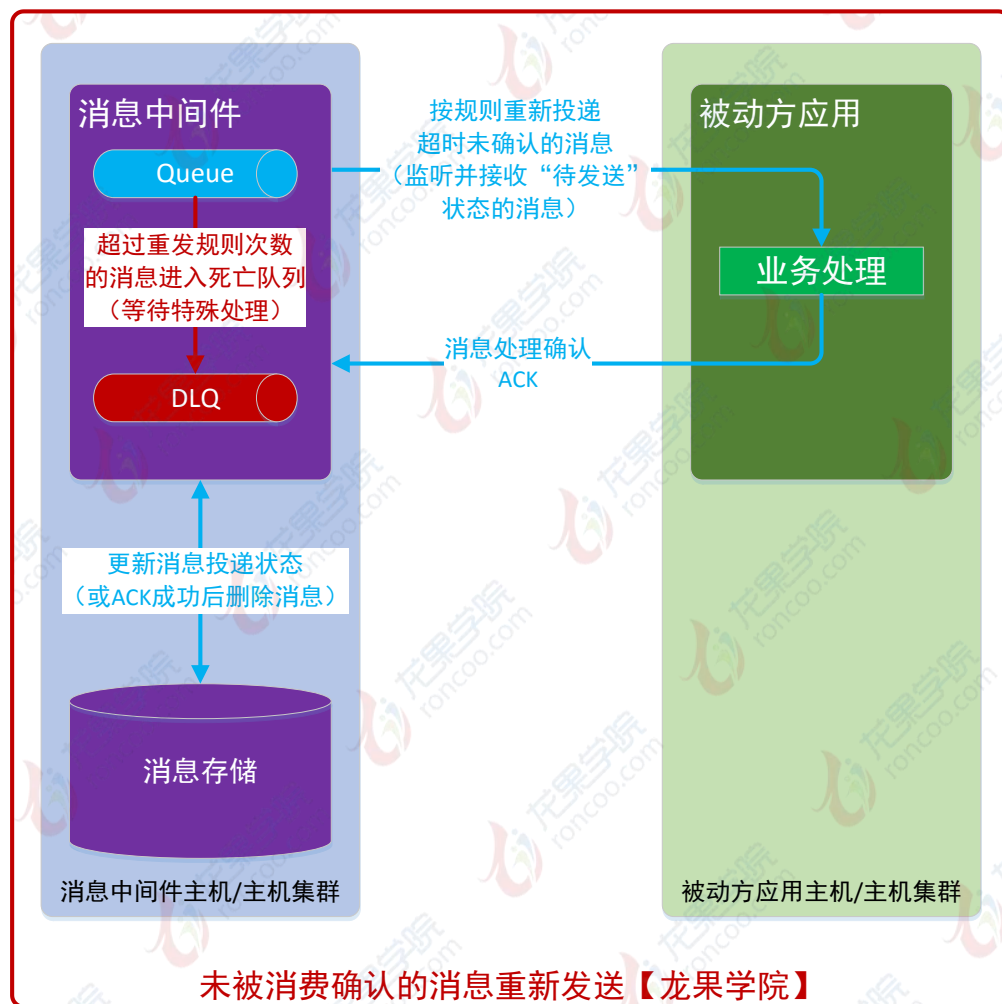 消息中间件
Queue
超过重发规则次数
的消息进入死亡队列
（等待特殊处理）
DLQ
按规则重新投递
超时未确认的消息
（监听并接收“待发送”
状态的消息）
消息处理确认
ACK
被动方应用
业务处理
更新消息投递状态
（或ACK成功后删除消息）
消息存储
消息中间件主机/主机集群
被动方应用主机/主机集群
未被消费确认的消息重新发送【龙果学院】
龙果学院
roncoo.com